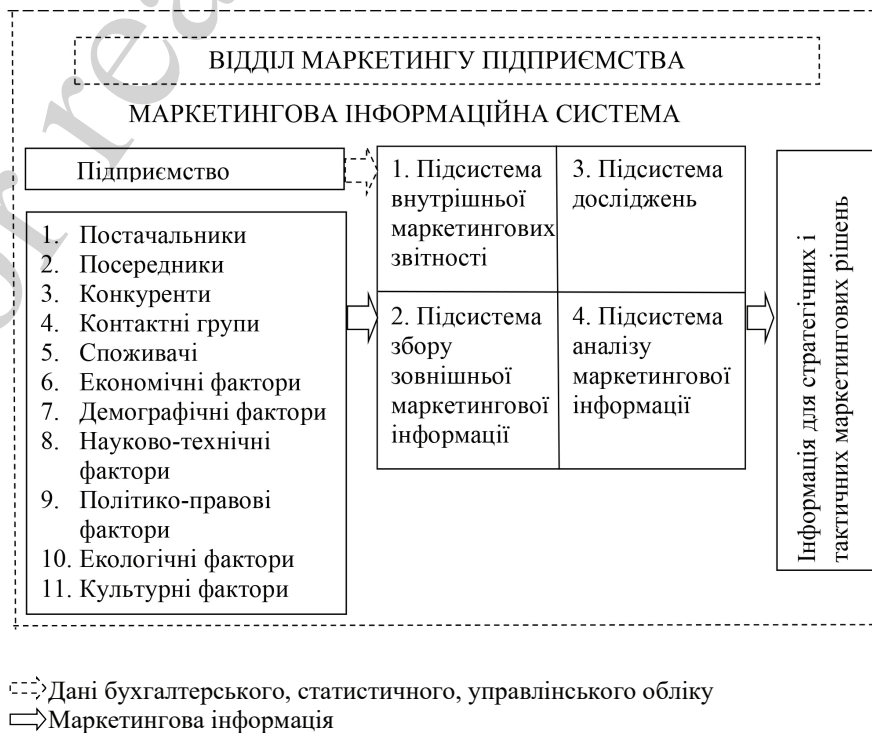 ВІДДІЛ МАРКЕТИНГУ ПІДПРИЄМСТВА
МАРКЕТИНГОВА ІНФОРМАЦІЙНА СИСТЕМА
Підприємство
1. Постачальники
2. Посередники
3. Конкуренти
4. Контактні групи
5. Споживачі
6. Економічні фактори
7. Демографічні фактори
8. Науково-технічні
фактори
9. Політико-правові
фактори
10. Екологічні фактори
11. Культурні фактори
1. Підсистема
внутрішньої
маркетингових
звітності
3. Підсистема
досліджень
2. Підсистема
збору
зовнішньої
маркетингової
інформації
4. Підсистема
аналізу
маркетингової
інформації
Інформація для стратегічних і
тактичних маркетингових рішень
Дані бухгалтерського, статистичного, управлінського обліку
Маркетингова інформація